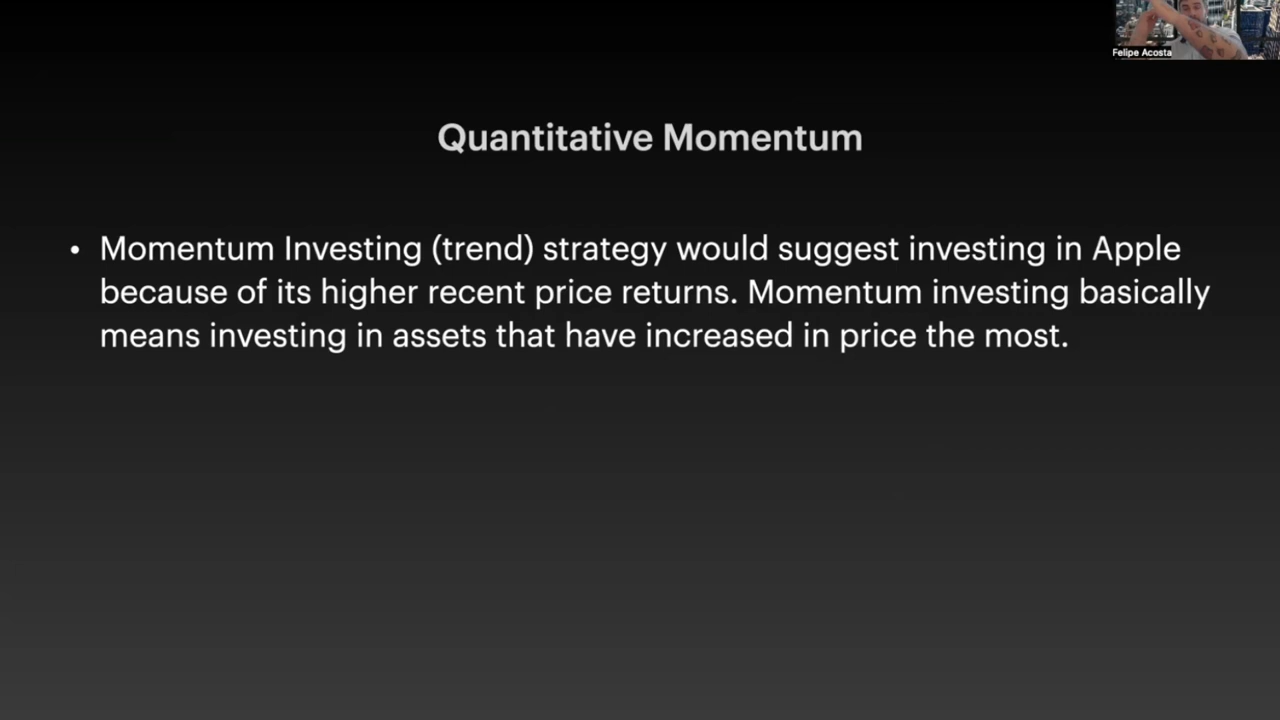 Felipe Acosta
Quantitative Momentum
• Momentum Investing (trend) strategy would suggest investing in Apple
because of its higher recent price returns. Momentum investing basically
means investing in assets that have increased in price the most.